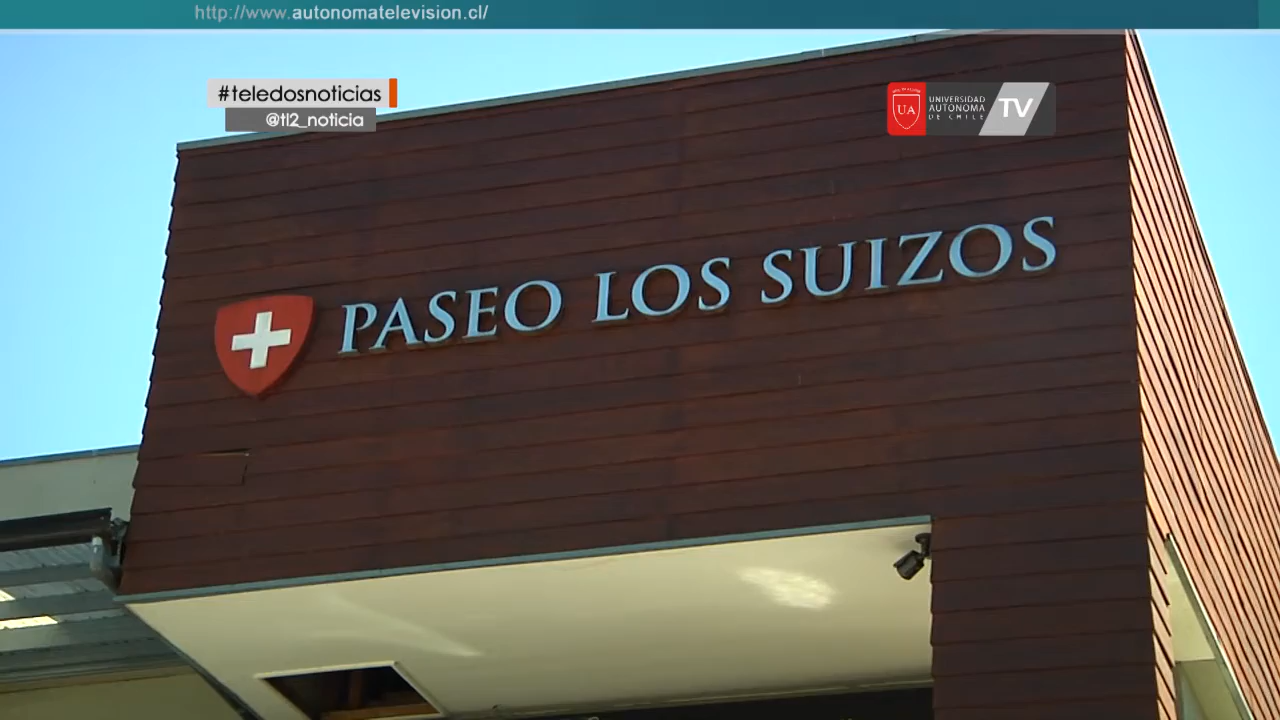 http://www.autonomatelevision.cl/
#teledosnoticias
@tl2_noticia
UNIVERSIDAD
AUTONOMA
DE CHILE
UA
TV
PASEO LOS SUIZOS